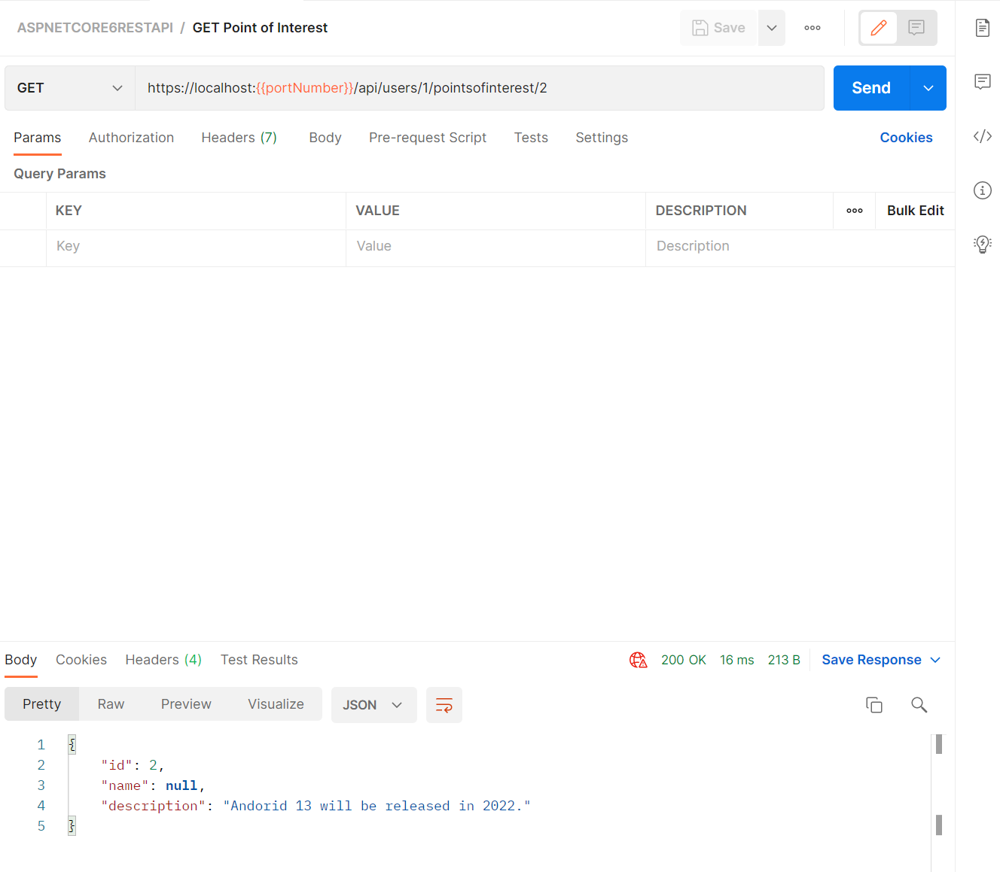 ASPNETCORE6RESTAPI / GET Point of Interest Save
GET https://localhost:{{portNumber}}/api/users/1/pointsofinterest/2 Send
Params Authorization Headers (7) Body Pre-request Script Tests Settings Cookies
Query Params
KEY VALUE DESCRIPTION Bulk Edit
Key Value Description
Body Cookies Headers (4) Test Results 200 OK 16 ms 213 B Save Response
Pretty Raw Preview Visualize JSON
1 {
2 "id": 2,
3 "name": null,
4 "description": "Andorid 13 will be released in 2022."
5 }